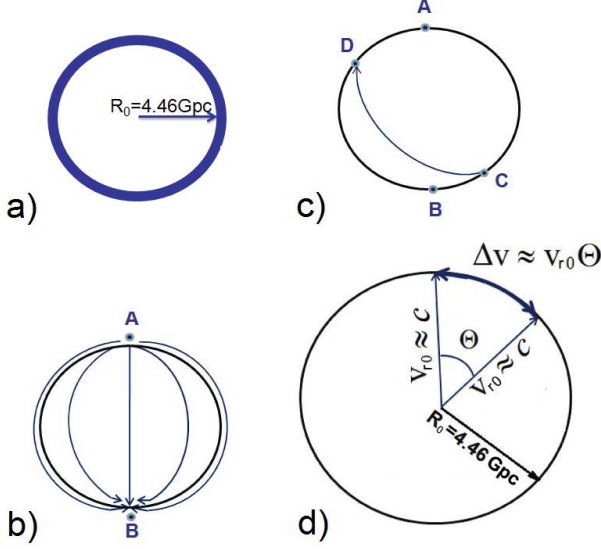 R₀=4.46Gpc
a)
A
D
C
B
c)
A
B
b)
Δv ≈ vᵣ₀Θ
vᵣ₀ ≈ c
Θ
vᵣ₀ ≈ c
R₀=4.46 Gpc
d)